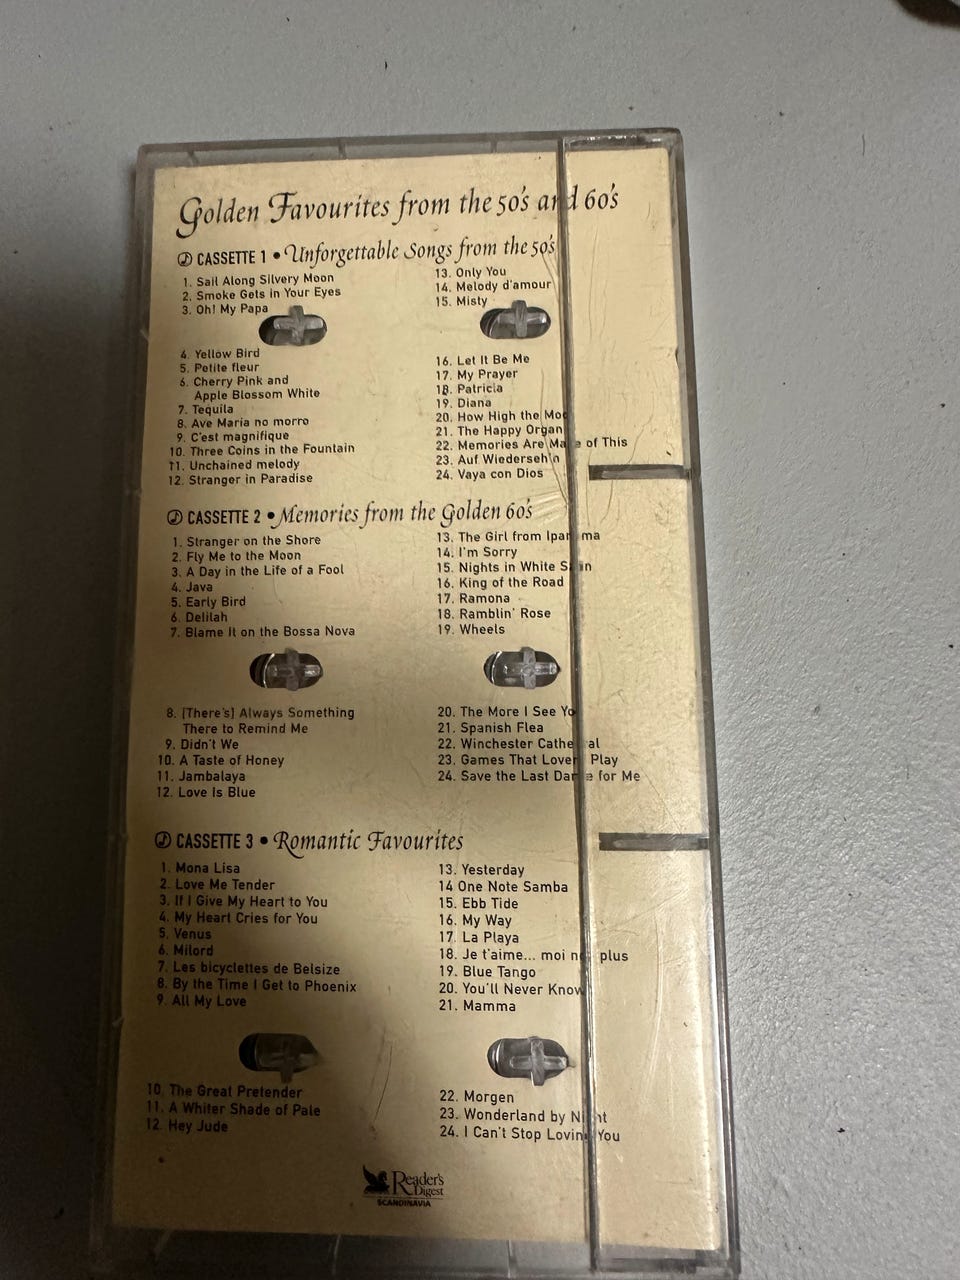 Golden Favourites from the 50's and 60's
CASSETTE 1 • Unforgettable Songs from the 50's
1. Sail Along Silvery Moon
2. Smoke Gets in Your Eyes
3. Oh! My Papa
4. Yellow Bird
5. Petite fleur
6. Cherry Pink and
Apple Blossom White
7. Tequila
8. Ave Maria no morro
9. C'est magnifique
10. Three Coins in the Fountain
11. Unchained melody
12. Stranger in Paradise
13. Only You
14. Melody d'amour
15. Misty
16. Let It Be Me
17. My Prayer
18. Patricia
19. Diana
20. How High the Moo
21. The Happy Organ
22. Memories Are Made of This
23. Auf Wiederseh'n
24. Vaya con Dios
CASSETTE 2 • Memories from the Golden 60's
1. Stranger on the Shore
2. Fly Me to the Moon
3. A Day in the Life of a Fool
4. Java
5. Early Bird
6. Delilah
7. Blame It on the Bossa Nova
8. (There's) Always Something
There to Remind Me
9. Didn't We
10. A Taste of Honey
11. Jambalaya
12. Love Is Blue
13. The Girl from Ipanema
14. I'm Sorry
15. Nights in White Satin
16. King of the Road
17. Ramona
18. Ramblin' Rose
19. Wheels
20. The More I See Yo
21. Spanish Flea
22. Winchester Cathedral
23. Games That Lovers Play
24. Save the Last Dance for Me
CASSETTE 3 • Romantic Favourites
1. Mona Lisa
2. Love Me Tender
3. If I Give My Heart to You
4. My Heart Cries for You
5. Venus
6. Milord
7. Les bicyclettes de Belsize
8. By the Time I Get to Phoenix
9. All My Love
10. The Great Pretender
11. A Whiter Shade of Pale
12. Hey Jude
13. Yesterday
14 One Note Samba
15. Ebb Tide
16. My Way
17. La Playa
18. Je t'aime... moi non plus
19. Blue Tango
20. You'll Never Know
21. Mamma
22. Morgen
23. Wonderland by Night
24. I Can't Stop Loving You
Reader's
Digest
SCANDINAVIA